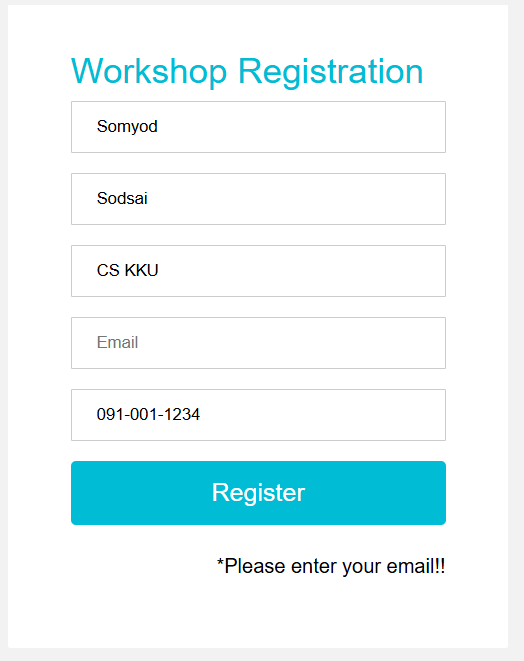 Workshop Registration
Somyod
Sodsai
CS KKU
Email
091-001-1234
Register
*Please enter your email!!